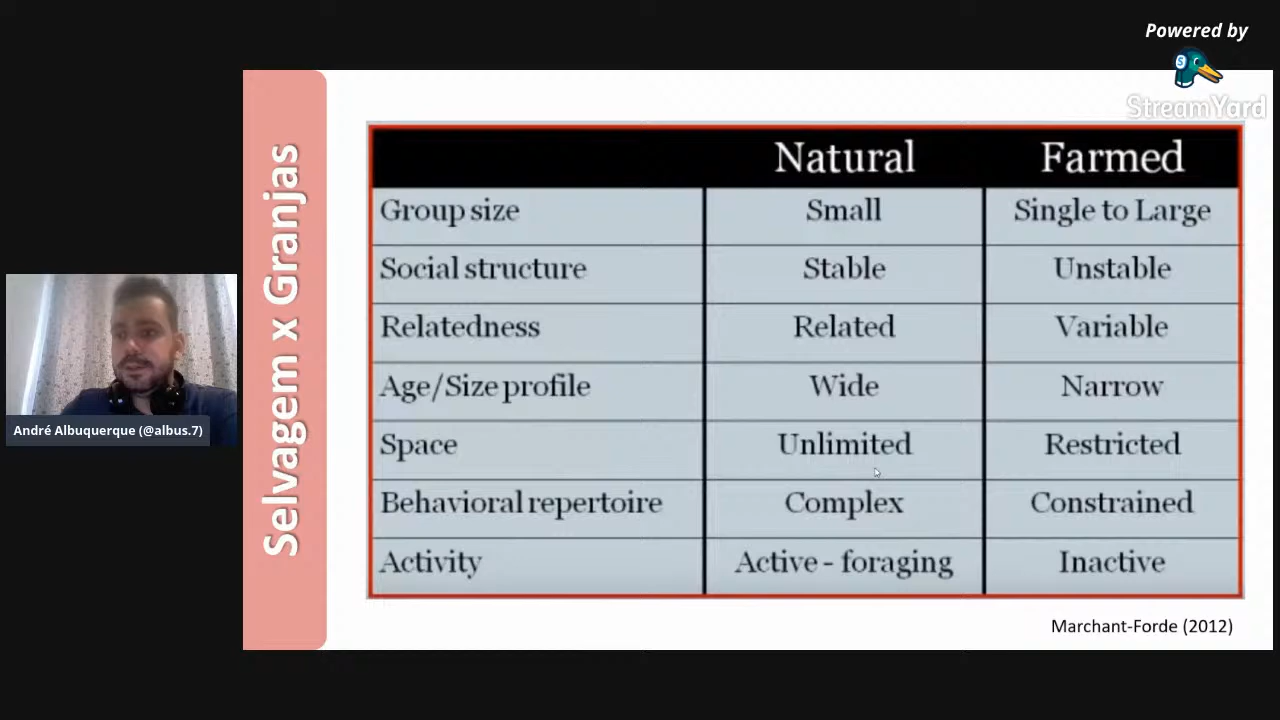 Powered by
StreamYard
Selvagem x Granjas
Natural Farmed
Group size Small Single to Large
Social structure Stable Unstable
Relatedness Related Variable
Age/Size profile Wide Narrow
Space Unlimited Restricted
Behavioral repertoire Complex Constrained
Activity Active - foraging Inactive
Marchant-Forde (2012)
André Albuquerque (@albus.7)